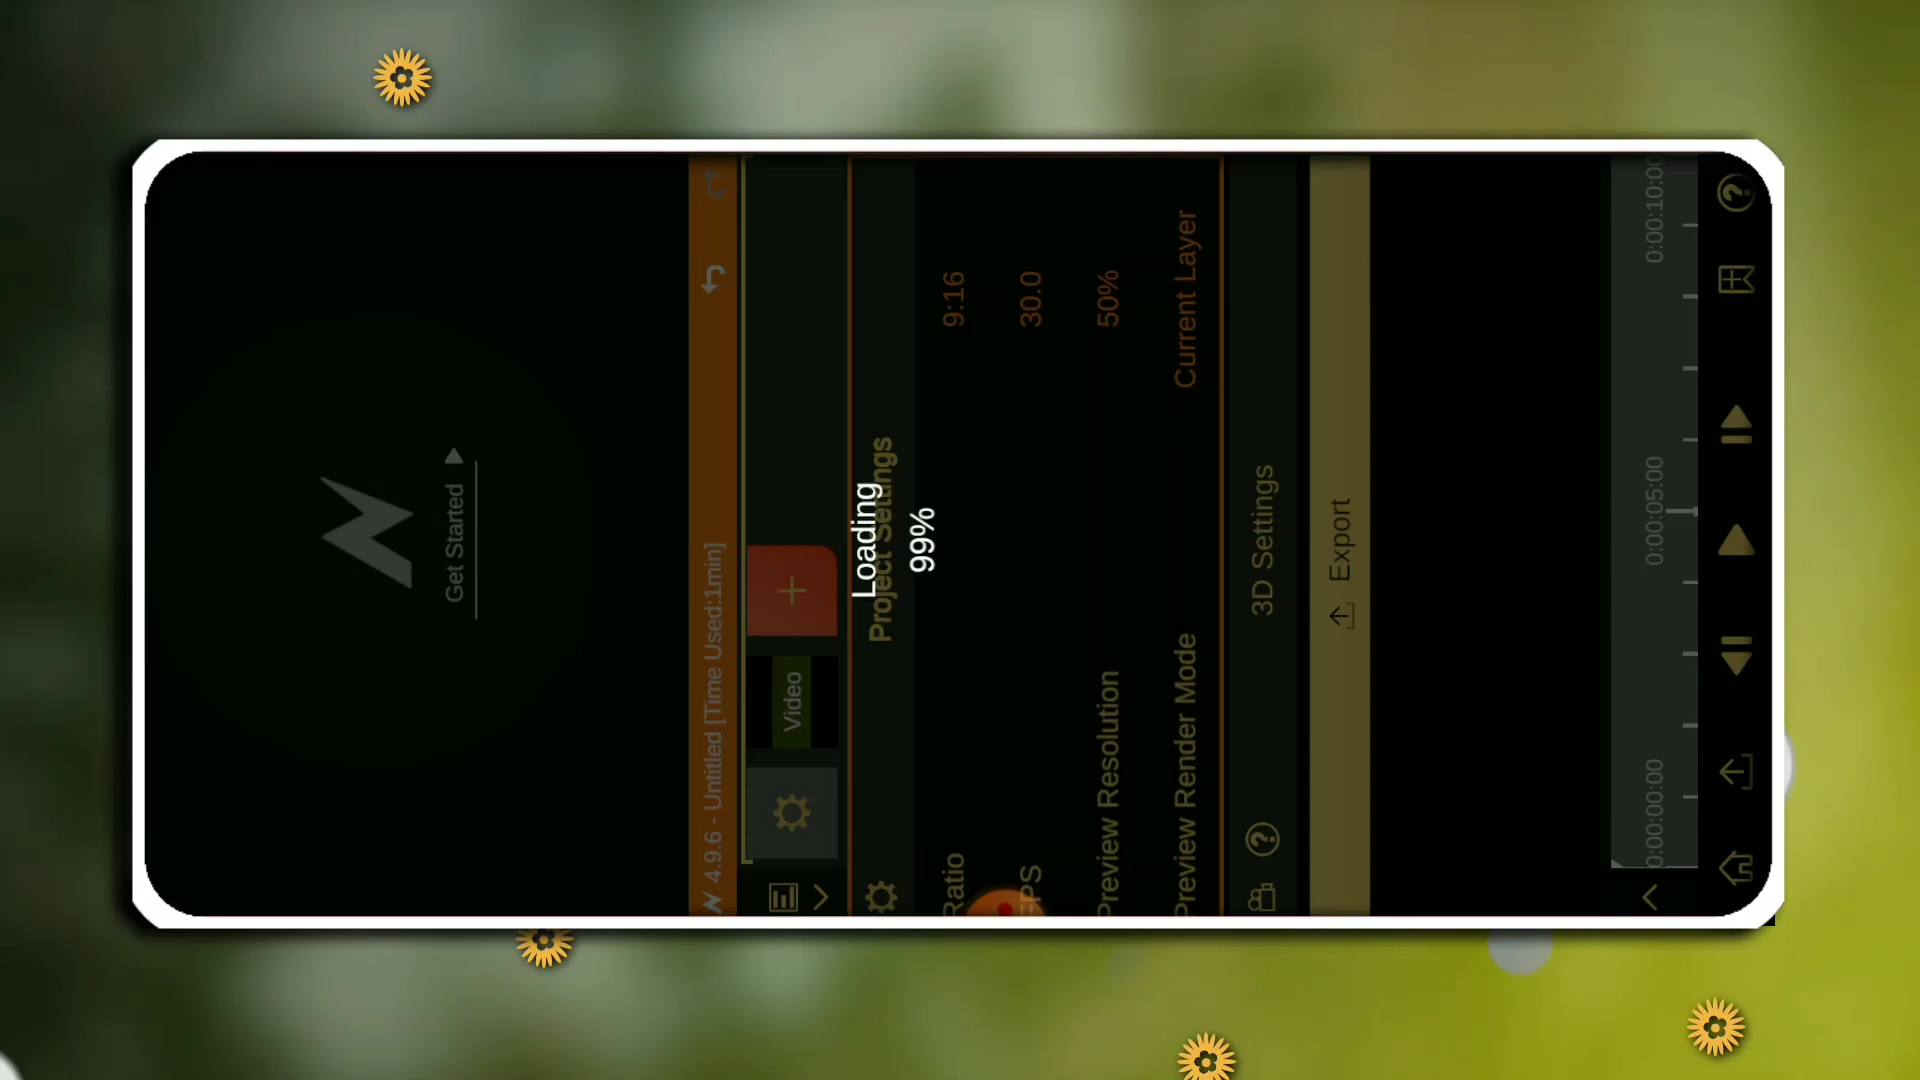 Get Started
4.9.6 - Untitled [Time Used:1min]
Video
Project Settings
Loading
99%
Ratio 9:16
FPS 30.0
Preview Resolution 50%
Preview Render Mode Current Layer
3D Settings
Export
0:00:00:00 0:00:05:00 0:00:10:00